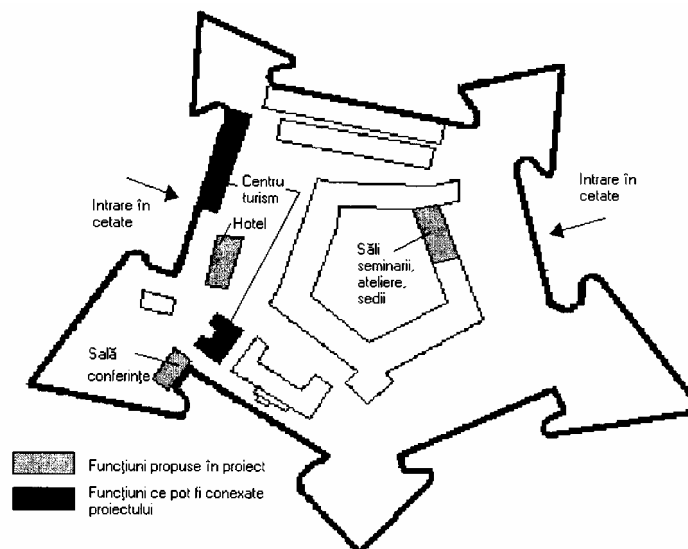 Centru
turism
Intrare în
cetate
Hotel
Intrare în
cetate
Săli
seminarii,
ateliere,
sedii
Sală
conferințe
Funcțiuni propuse în proiect
Funcțiuni ce pot fi conexate
proiectului